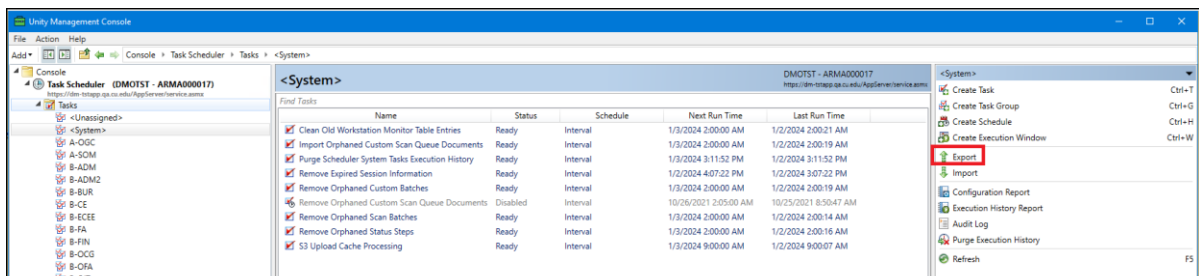 Unity Management Console
File Action Help
Add Console Task Scheduler Tasks <System>
Console
Task Scheduler (DMOTST - ARMA000017)
https://dm-tstapp.qa.cu.edu/AppServer/service.asmx
Tasks
<Unassigned>
<System>
A-OGC
A-SOM
B-ADM
B-ADM2
B-BUR
B-CE
B-ECEE
B-FA
B-FIN
B-OCG
B-OFA
<System>
DMOTST - ARMA000017
https://dm-tstapp.qa.cu.edu/AppServer/service.asmx
Find Tasks
Name Status Schedule Next Run Time Last Run Time
Clean Old Workstation Monitor Table Entries Ready Interval 1/3/2024 2:00:00 AM 1/2/2024 2:00:21 AM
Import Orphaned Custom Scan Queue Documents Ready Interval 1/3/2024 2:00:00 AM 1/2/2024 2:00:19 AM
Purge Scheduler System Tasks Execution History Ready Interval 1/3/2024 3:11:52 PM 1/2/2024 3:11:52 PM
Remove Expired Session Information Ready Interval 1/2/2024 4:07:22 PM 1/2/2024 3:07:22 PM
Remove Orphaned Custom Batches Ready Interval 1/3/2024 2:00:00 AM 1/2/2024 2:00:19 AM
Remove Orphaned Custom Scan Queue Documents Disabled Interval 10/26/2021 2:05:00 AM 10/25/2021 8:50:47 AM
Remove Orphaned Scan Batches Ready Interval 1/3/2024 2:00:00 AM 1/2/2024 2:00:14 AM
Remove Orphaned Status Steps Ready Interval 1/3/2024 2:00:00 AM 1/2/2024 2:00:16 AM
S3 Upload Cache Processing Ready Interval 1/3/2024 9:00:00 AM 1/2/2024 9:00:07 AM
<System>
Create Task Ctrl+T
Create Task Group Ctrl+G
Create Schedule Ctrl+H
Create Execution Window Ctrl+W
Export
Import
Configuration Report
Execution History Report
Audit Log
Purge Execution History
Refresh F5